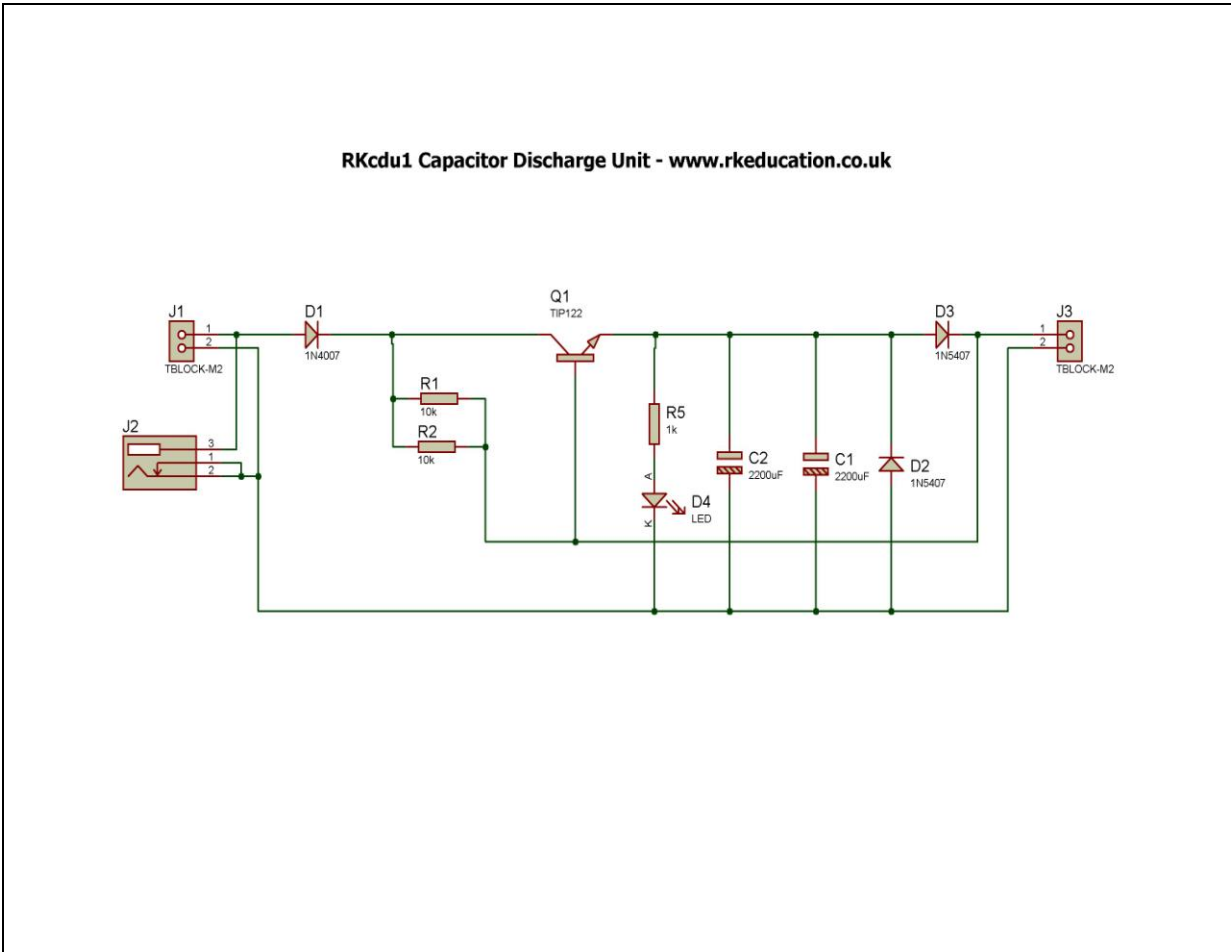 RKcdu1 Capacitor Discharge Unit - www.rkeducation.co.uk
Q1
TIP122
J1
1
2
TBLOCK-M2
D1
1N4007
D3
1N5407
J3
1
2
TBLOCK-M2
R1
10k
R2
10k
R5
1k
J2
3
1
2
C2
2200uF
C1
2200uF
D2
1N5407
A
D4
LED
K